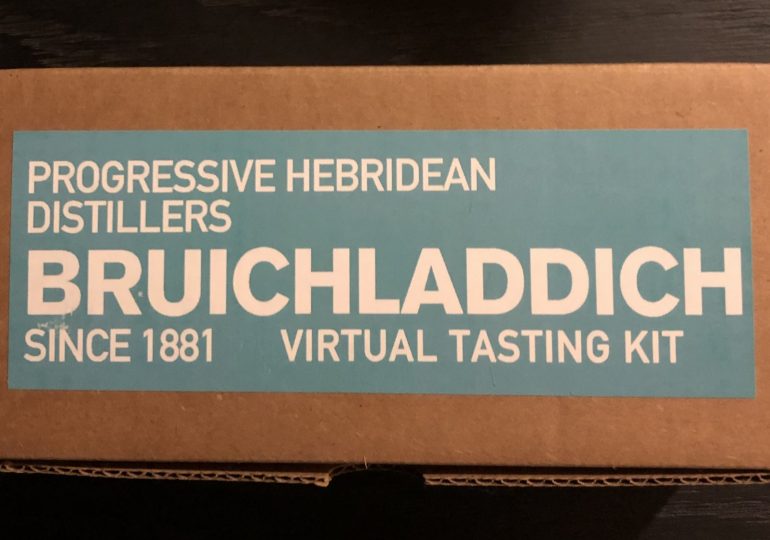 PROGRESSIVE HEBRIDEAN
DISTILLERS
BRUICHLADDICH
SINCE 1881 VIRTUAL TASTING KIT